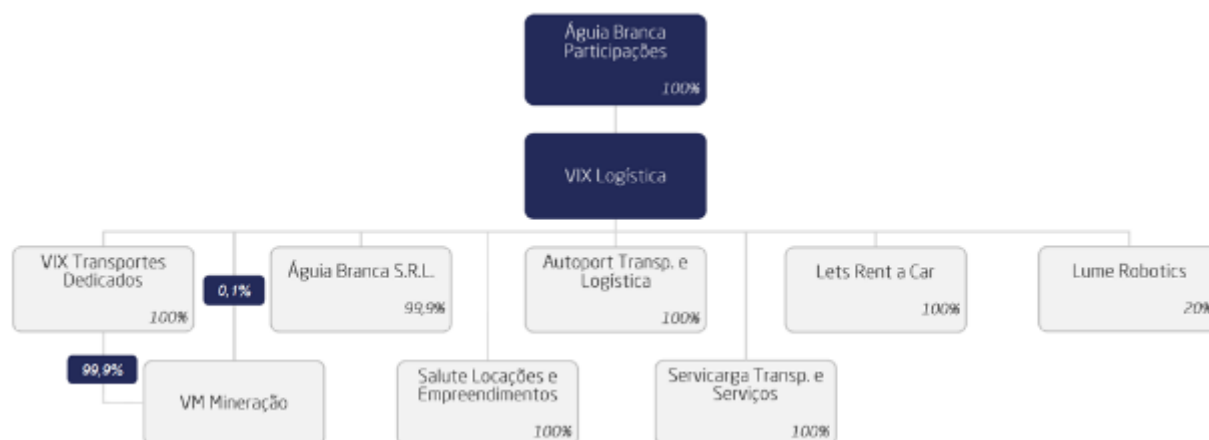 Águia Branca
Participações
100%
VIX Logística
VIX Transportes
Dedicados
100%
0,1%
Águia Branca S.R.L.
99,9%
Autoport Transp. e
Logística
100%
Lets Rent a Car
100%
Lume Robotics
20%
99,9%
VM Mineração
Salute Locações e
Empreendimentos
100%
Servicarga Transp. e
Serviços
100%